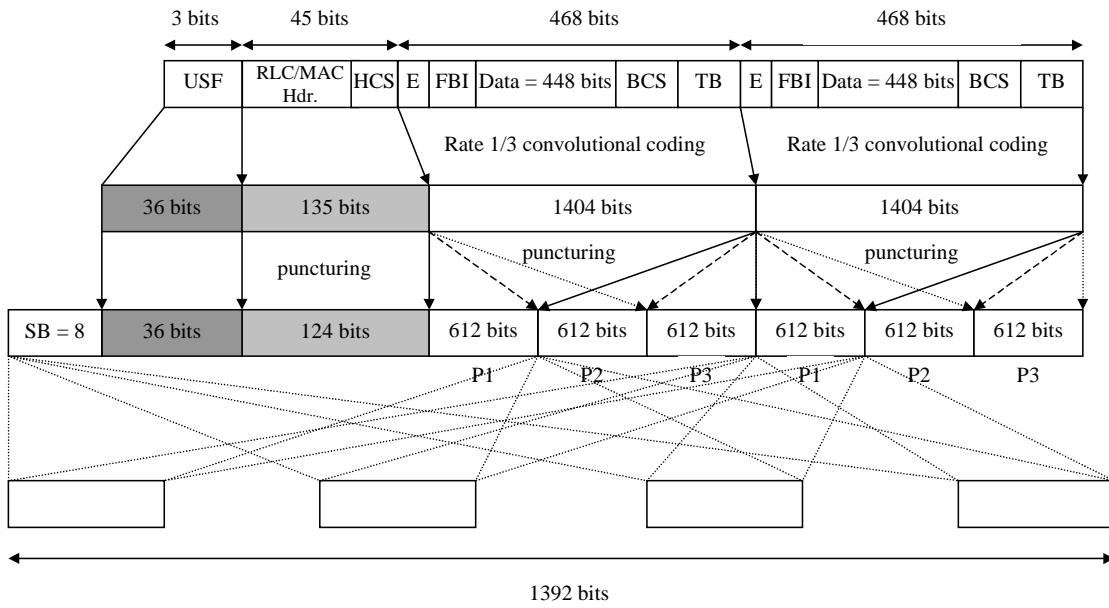 3 bits 45 bits 468 bits 468 bits
USF RLC/MAC Hdr. HCS E FBI Data = 448 bits BCS TB E FBI Data = 448 bits BCS TB
Rate 1/3 convolutional coding Rate 1/3 convolutional coding
36 bits 135 bits 1404 bits 1404 bits
puncturing puncturing puncturing
SB = 8 36 bits 124 bits 612 bits 612 bits 612 bits 612 bits 612 bits 612 bits
P1 P2 P3 P1 P2 P3
1392 bits